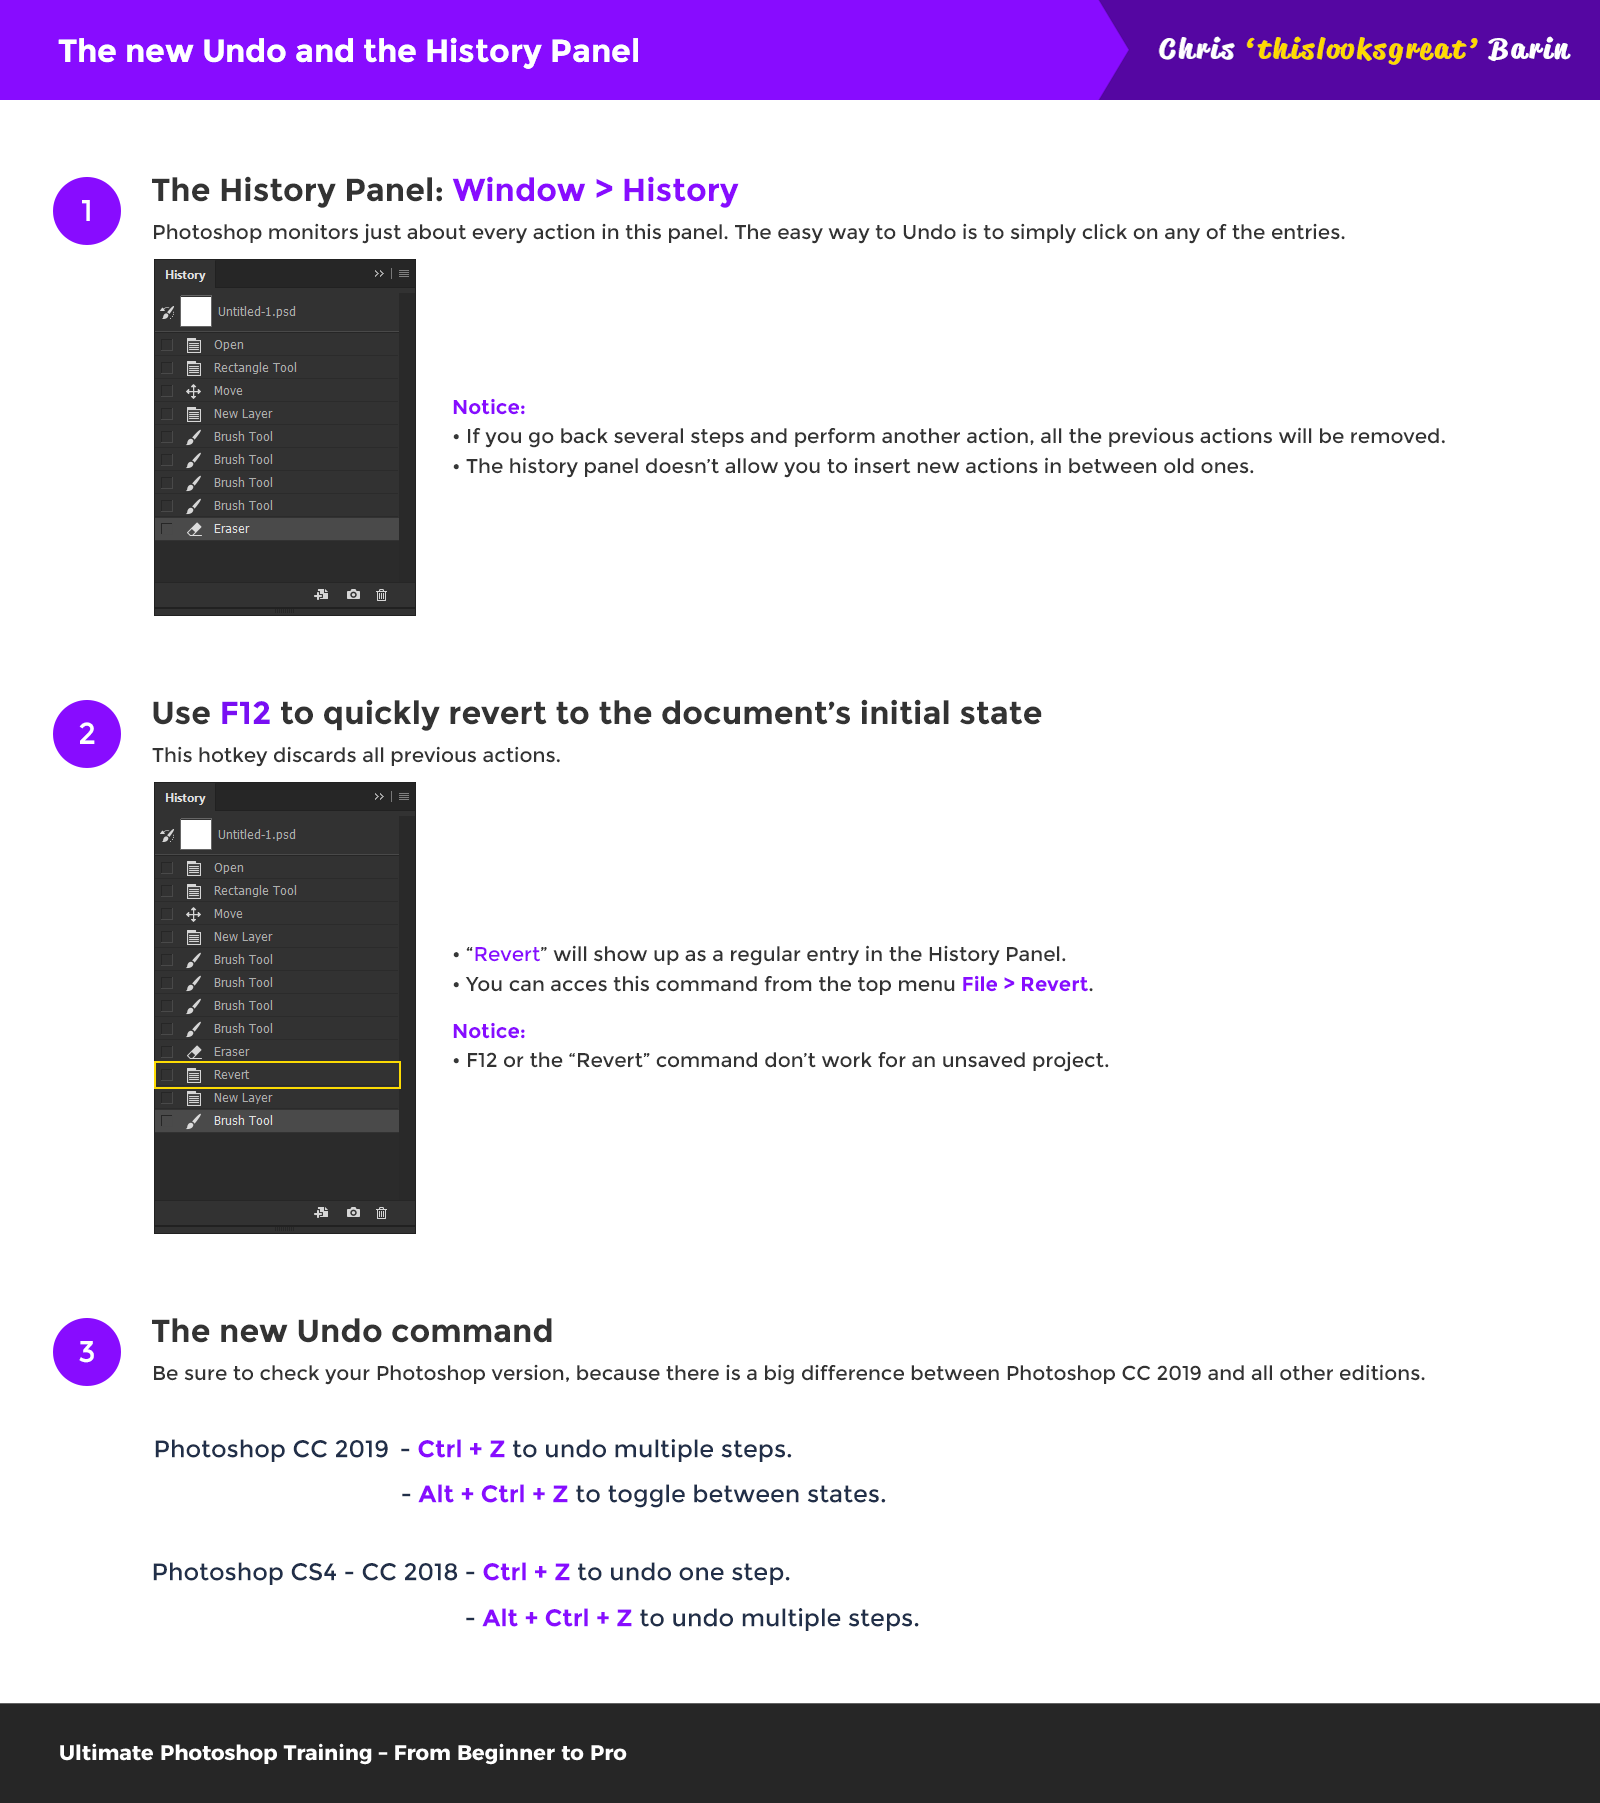 The new Undo and the History Panel
Chris ‘thislooksgreat’ Barin
1
The History Panel: Window > History
Photoshop monitors just about every action in this panel. The easy way to Undo is to simply click on any of the entries.
History
Untitled-1.psd
Open
Rectangle Tool
Move
New Layer
Brush Tool
Brush Tool
Brush Tool
Brush Tool
Eraser
Notice:
• If you go back several steps and perform another action, all the previous actions will be removed.
• The history panel doesn’t allow you to insert new actions in between old ones.
2
Use F12 to quickly revert to the document’s initial state
This hotkey discards all previous actions.
History
Untitled-1.psd
Open
Rectangle Tool
Move
New Layer
Brush Tool
Brush Tool
Brush Tool
Brush Tool
Eraser
Revert
New Layer
Brush Tool
• “Revert” will show up as a regular entry in the History Panel.
• You can acces this command from the top menu File > Revert.
Notice:
• F12 or the “Revert” command don’t work for an unsaved project.
3
The new Undo command
Be sure to check your Photoshop version, because there is a big difference between Photoshop CC 2019 and all other editions.
Photoshop CC 2019 - Ctrl + Z to undo multiple steps.
- Alt + Ctrl + Z to toggle between states.
Photoshop CS4 - CC 2018 - Ctrl + Z to undo one step.
- Alt + Ctrl + Z to undo multiple steps.
Ultimate Photoshop Training – From Beginner to Pro